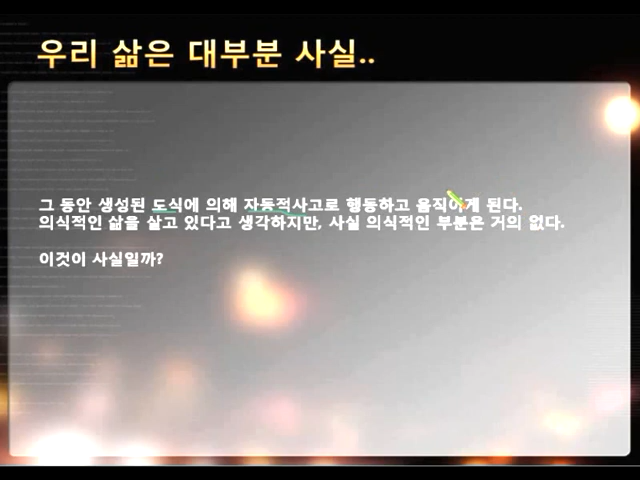 우리 삶은 대부분 사실..
그 동안 생성된 도식에 의해 자동적사고로 행동하고 움직이게 된다.
의식적인 삶을 살고 있다고 생각하지만, 사실 의식적인 부분은 거의 없다.
이것이 사실일까?